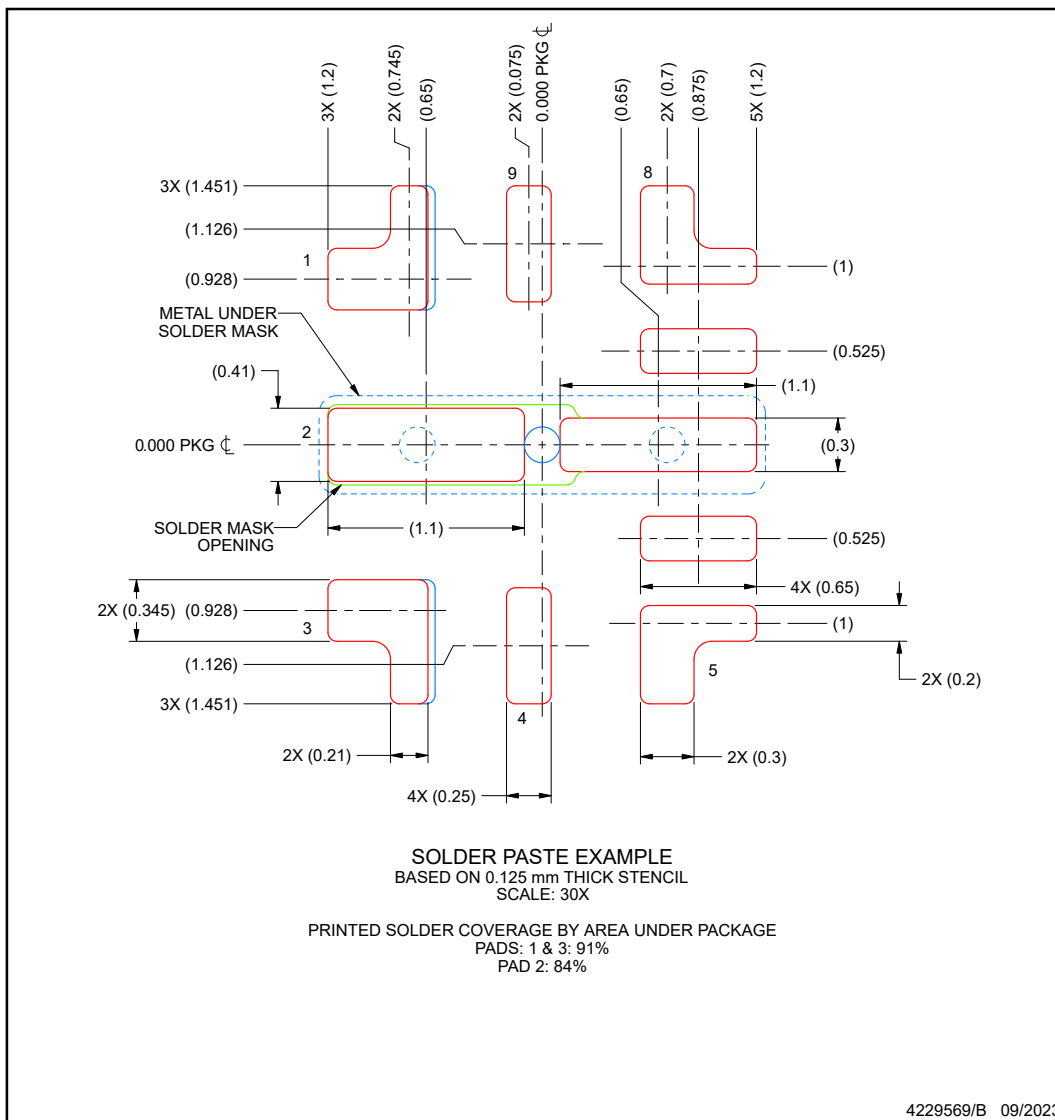 3X (1.2)
2X (0.745)
(0.65)
2X (0.075)
0.000 PKG ℄
(0.65)
2X (0.7)
(0.875)
5X (1.2)
9
8
3X (1.451)
(1.126)
1
(0.928)
(1)
METAL UNDER
SOLDER MASK
(0.525)
(0.41)
(1.1)
2
0.000 PKG ℄
(0.3)
SOLDER MASK
OPENING
(1.1)
(0.525)
4X (0.65)
2X (0.345)
(0.928)
3
(1)
(1.126)
5
2X (0.2)
3X (1.451)
4
2X (0.21)
2X (0.3)
4X (0.25)
SOLDER PASTE EXAMPLE
BASED ON 0.125 mm THICK STENCIL
SCALE: 30X
PRINTED SOLDER COVERAGE BY AREA UNDER PACKAGE
PADS: 1 & 3: 91%
PAD 2: 84%
4229569/B 09/2023